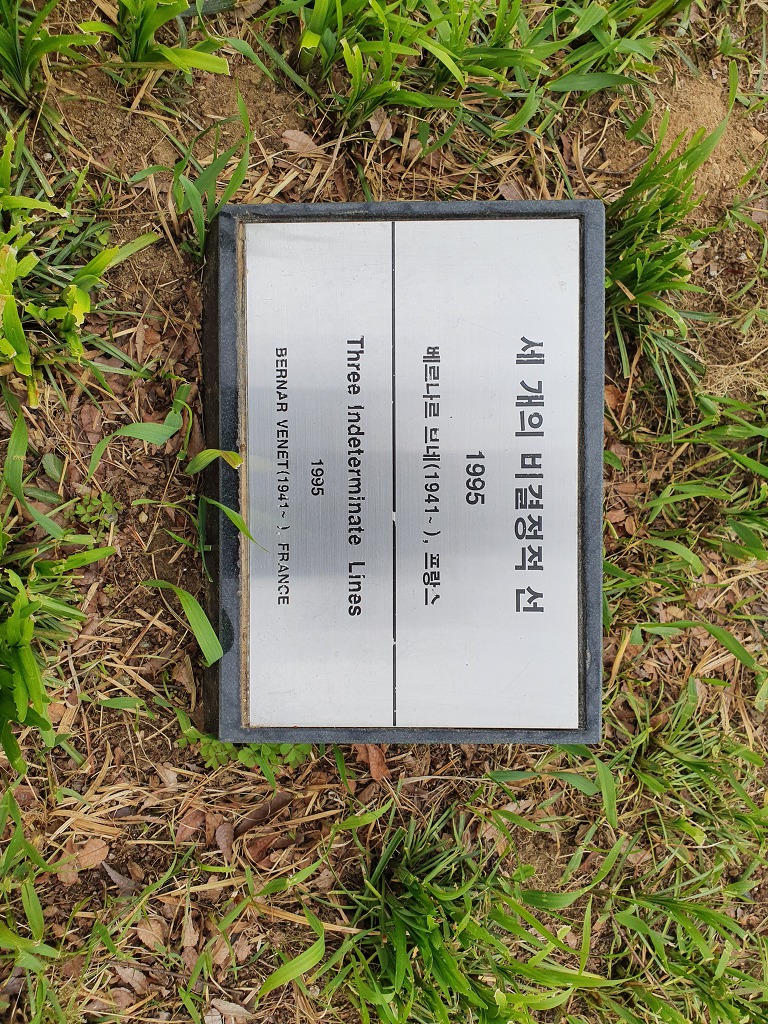 세 개의 비결정적 선
1995
베르나르 브네(1941~ ), 프랑스
Three Indeterminate Lines
1995
BERNAR VENET(1941~ ), FRANCE